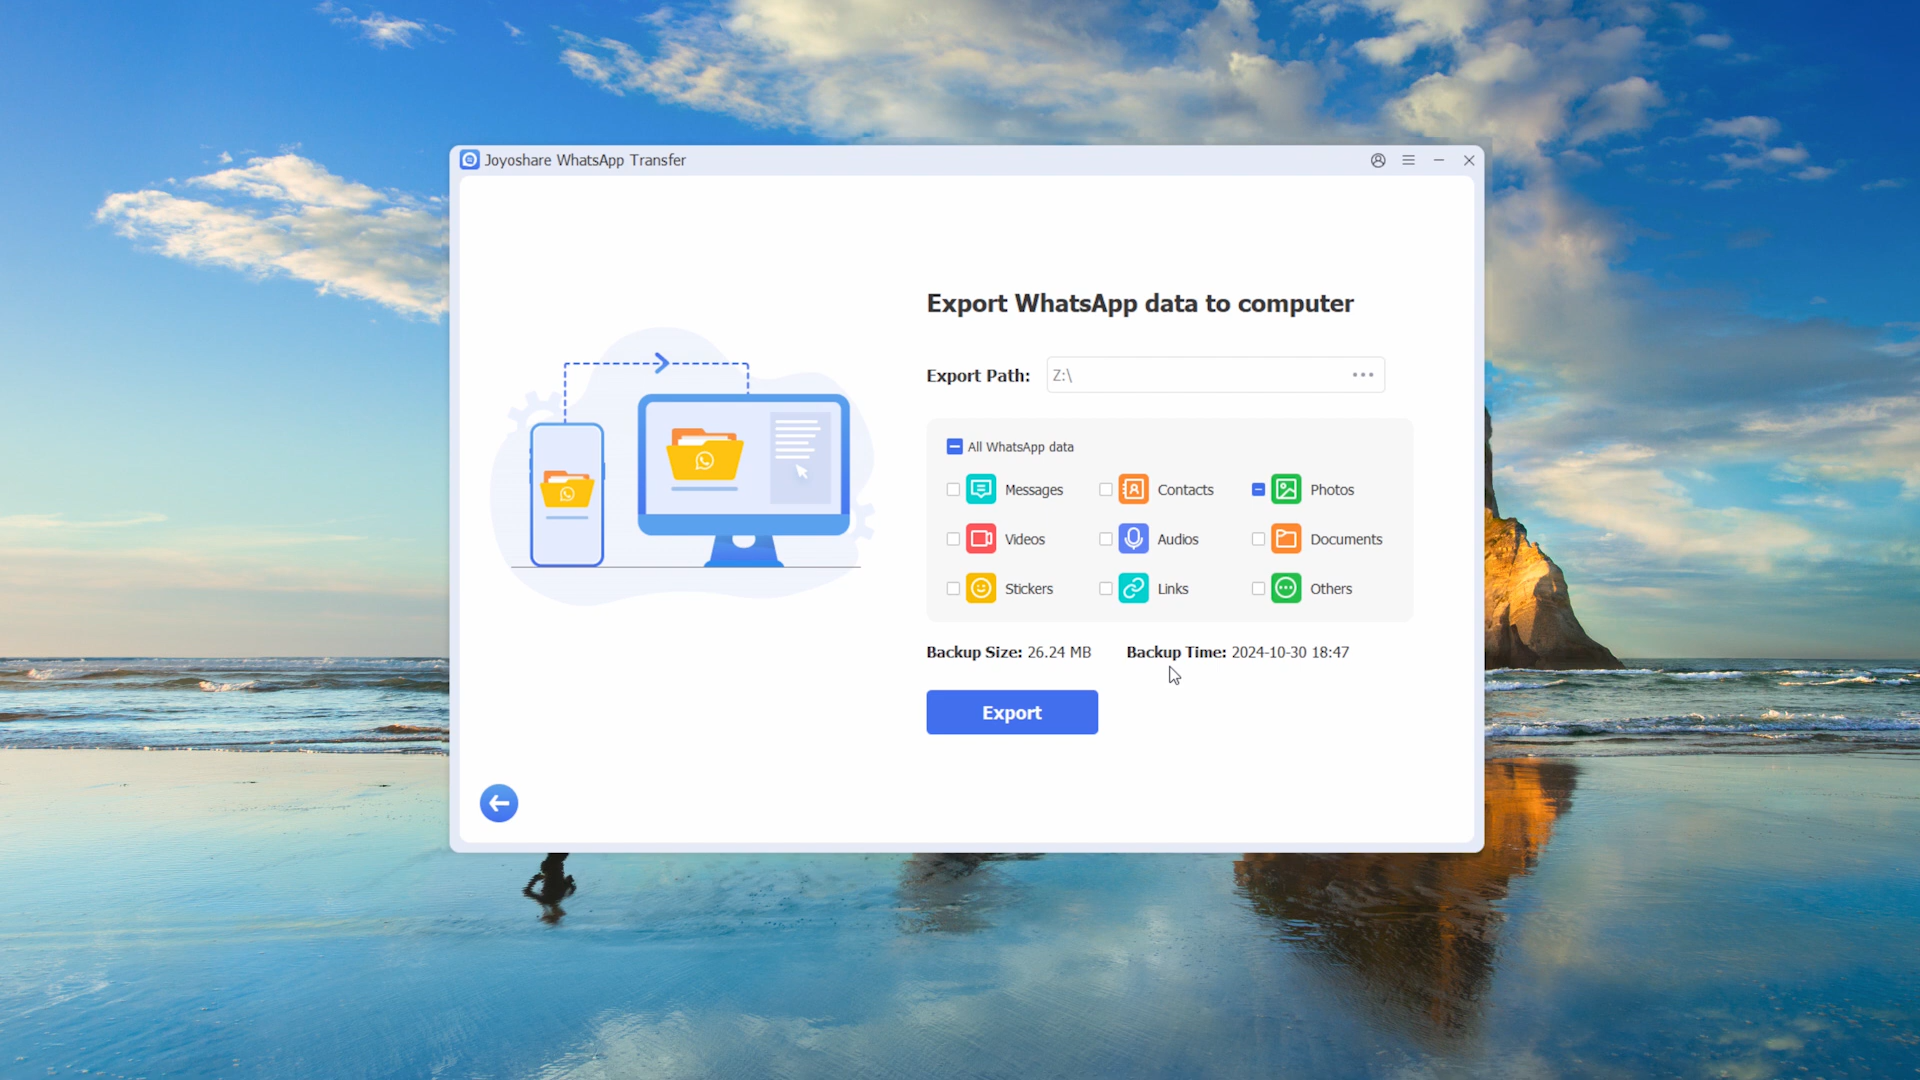 Joyoshare WhatsApp Transfer
Export WhatsApp data to computer
Export Path: Z:\
All WhatsApp data
Messages Contacts Photos
Videos Audios Documents
Stickers Links Others
Backup Size: 26.24 MB Backup Time: 2024-10-30 18:47
Export